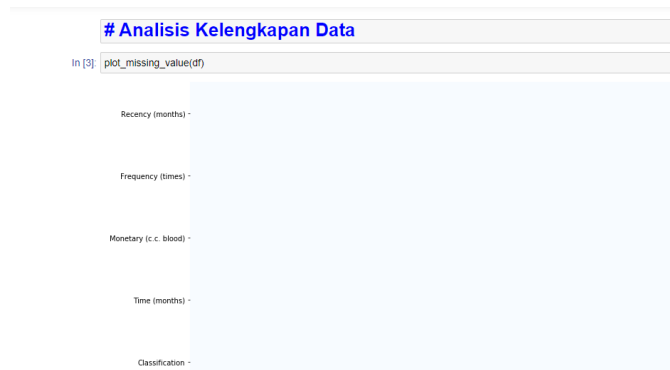 # Analisis Kelengkapan Data
In [3]: plot_missing_value(df)
Recency (months)
Frequency (times)
Monetary (c.c. blood)
Time (months)
Classification